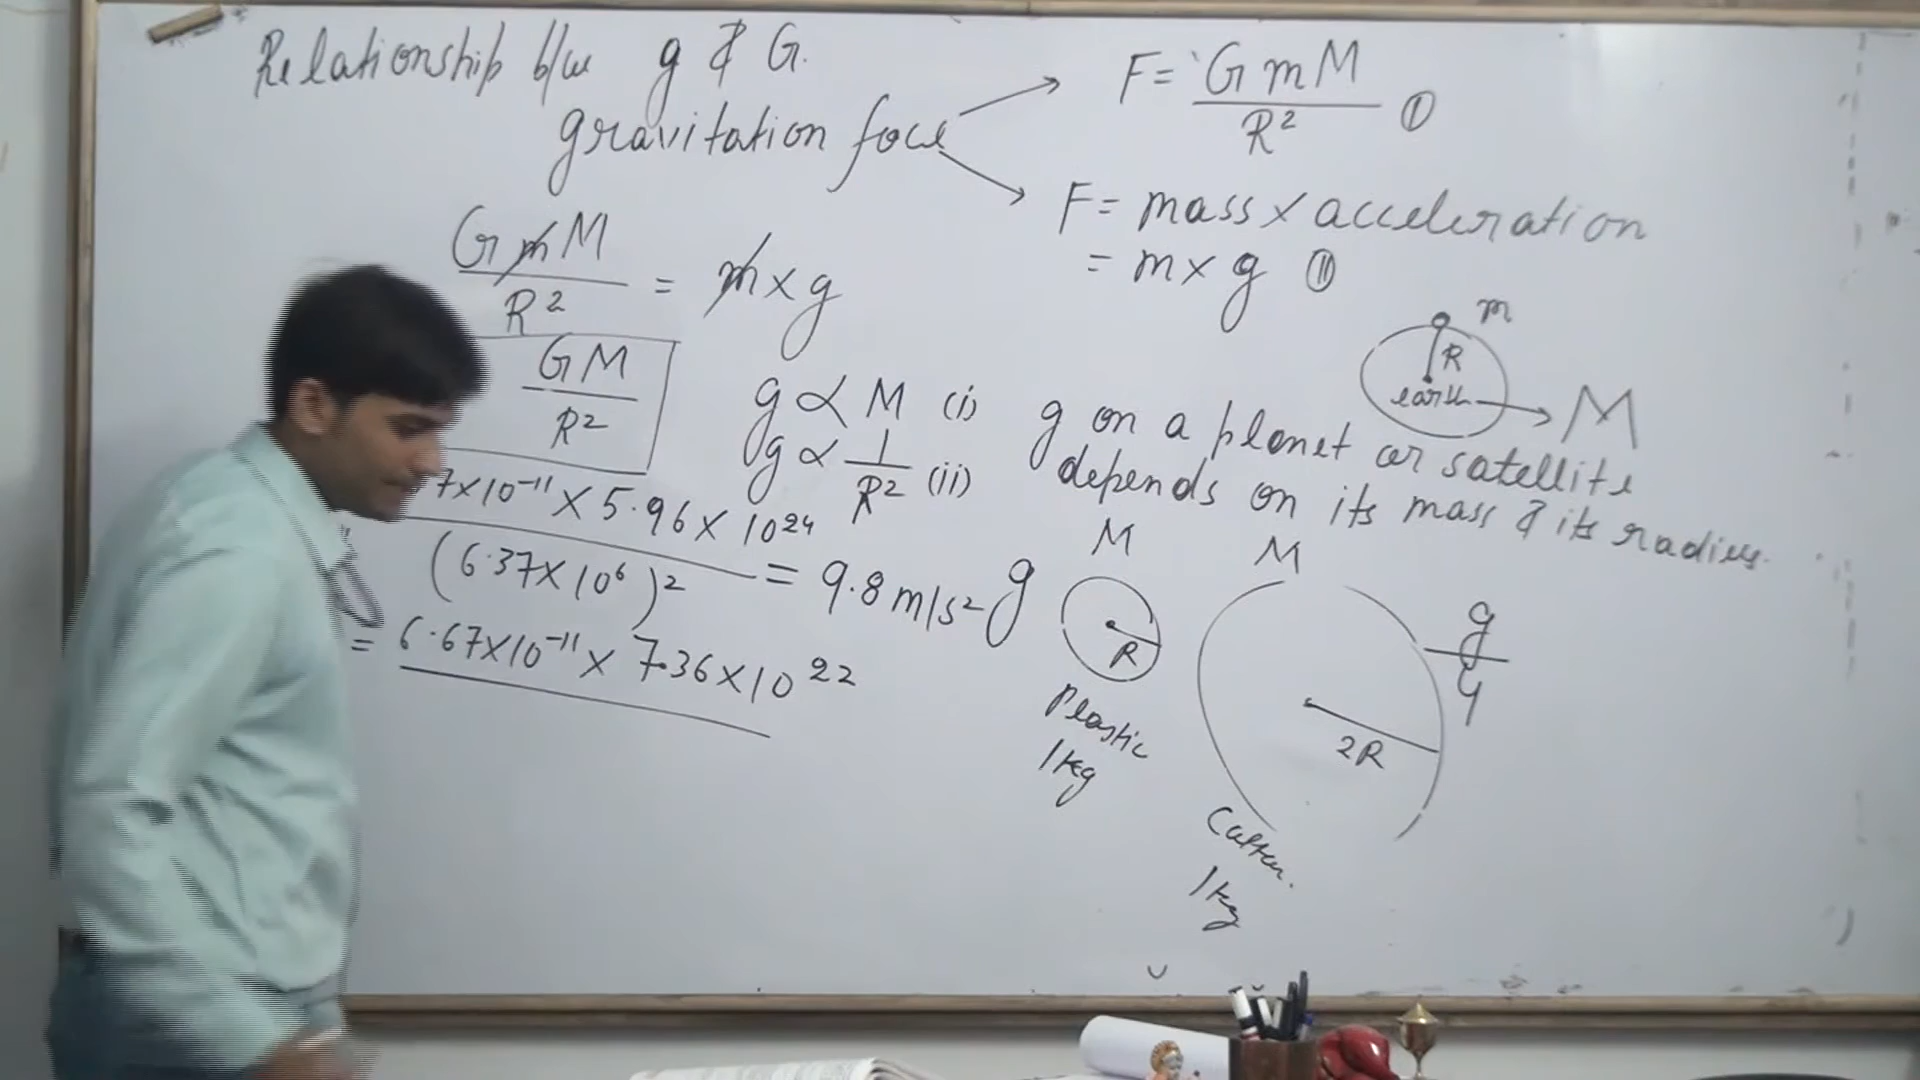 Relationship b/w g & G.
gravitation force
F = GmM
R² ①
F = mass × acceleration
= m × g ⑪
GmM
R² = m × g
GM
R²
g ∝ M (i)
g ∝ 1
R² (ii)
m
R
earth
M
g on a planet or satellite
depends on its mass & its radius.
7×10⁻¹¹ × 5.96 × 10²⁴
(6.37×10⁶)² = 9.8 m/s²
= 6.67×10⁻¹¹ × 7.36×10²²
g
M
R
Plastic
1kg
M
2R
g
4
1kg